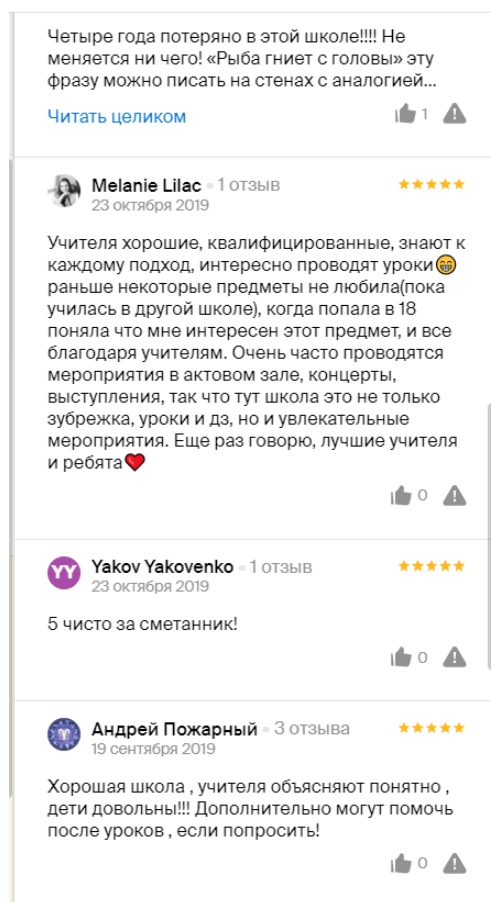 Четыре года потеряно в этой школе!!!! Не
меняется ни чего! «Рыба гниет с головы» эту
фразу можно писать на стенах с аналогией...
Читать целиком
1
Melanie Lilac 1 отзыв
23 октября 2019
Учителя хорошие, квалифицированные, знают к
каждому подход, интересно проводят уроки😁
раньше некоторые предметы не любила(пока
училась в другой школе), когда попала в 18
поняла что мне интересен этот предмет, и все
благодаря учителям. Очень часто проводятся
мероприятия в актовом зале, концерты,
выступления, так что тут школа это не только
зубрежка, уроки и дз, но и увлекательные
мероприятия. Еще раз говорю, лучшие учителя
и ребята❤
0
YY
Yakov Yakovenko 1 отзыв
23 октября 2019
5 чисто за сметанник!
0
Андрей Пожарный 3 отзыва
19 сентября 2019
Хорошая школа , учителя объясняют понятно ,
дети довольны!!! Дополнительно могут помочь
после уроков , если попросить!
0